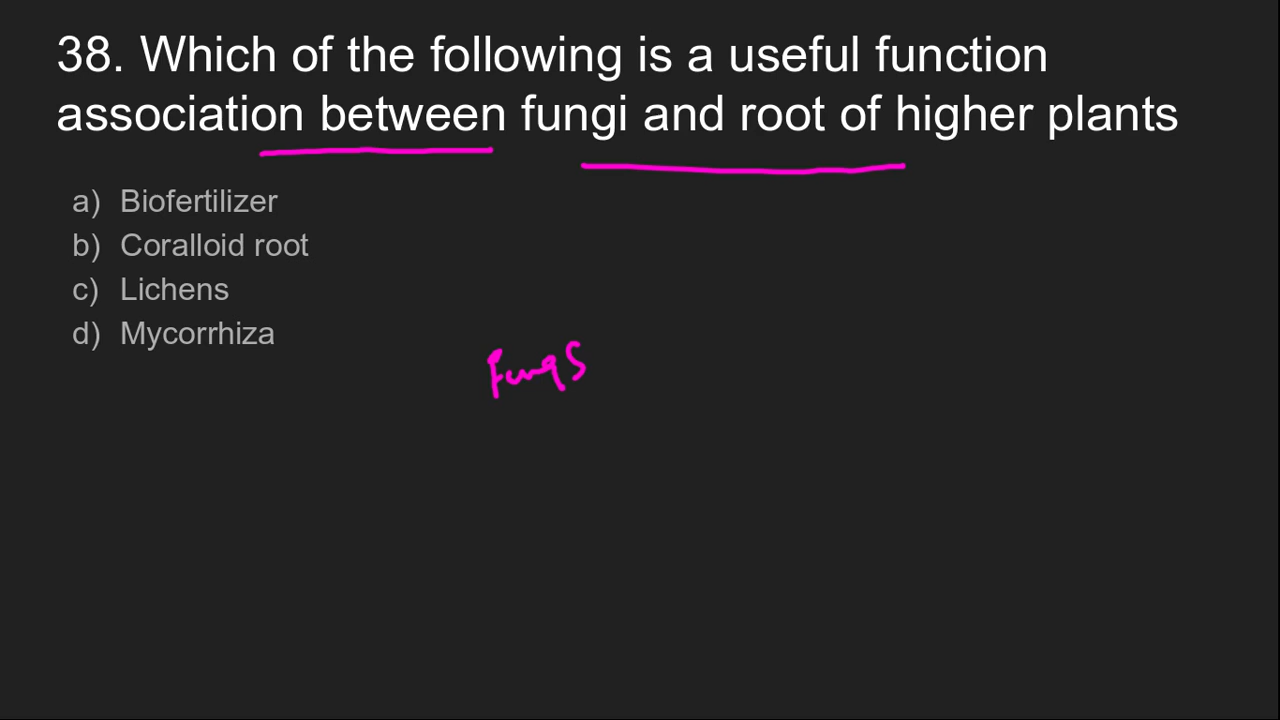 38. Which of the following is a useful function
association between fungi and root of higher plants
a) Biofertilizer
b) Coralloid root
c) Lichens
d) Mycorrhiza